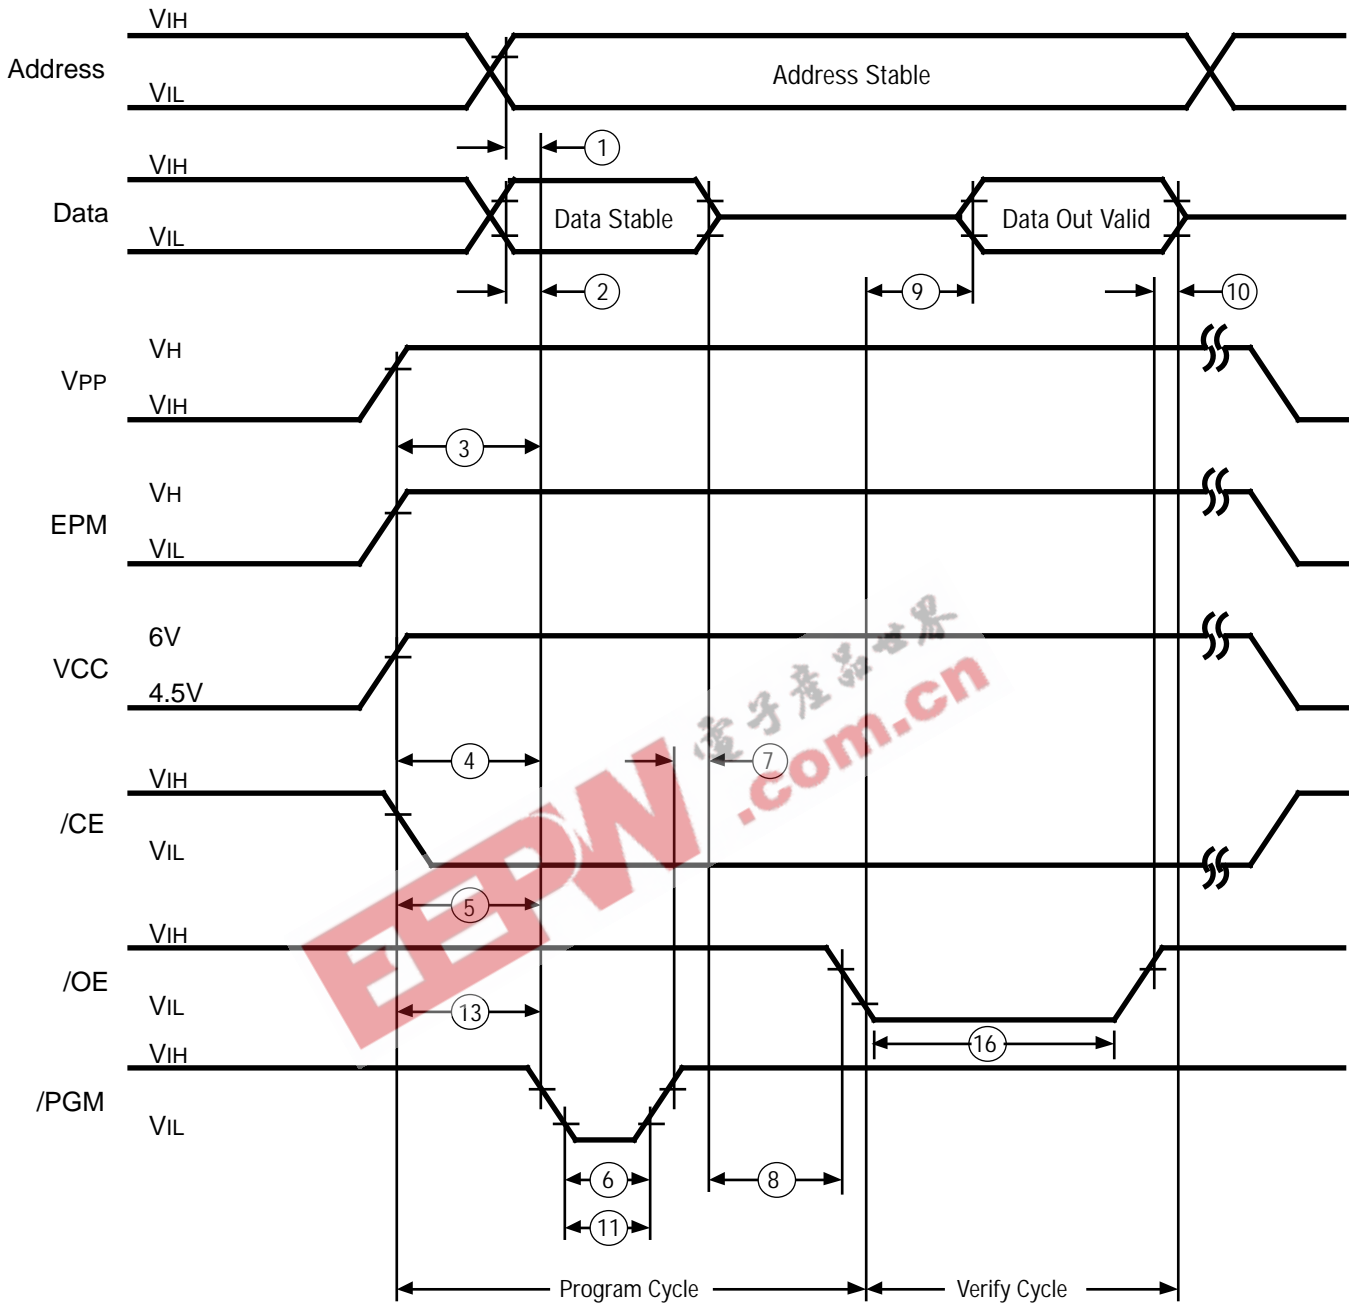 VIH
Address
Address Stable
VIL
1
VIH
Data
Data Stable
Data Out Valid
VIL
2
9
10
VH
VPP
VIH
3
VH
EPM
VIL
6V
VCC
4.5V
電子產品世界
.com.cn
EEPW
4
7
VIH
/CE
VIL
5
VIH
/OE
VIL
13
16
VIH
/PGM
VIL
6
8
11
Program Cycle
Verify Cycle